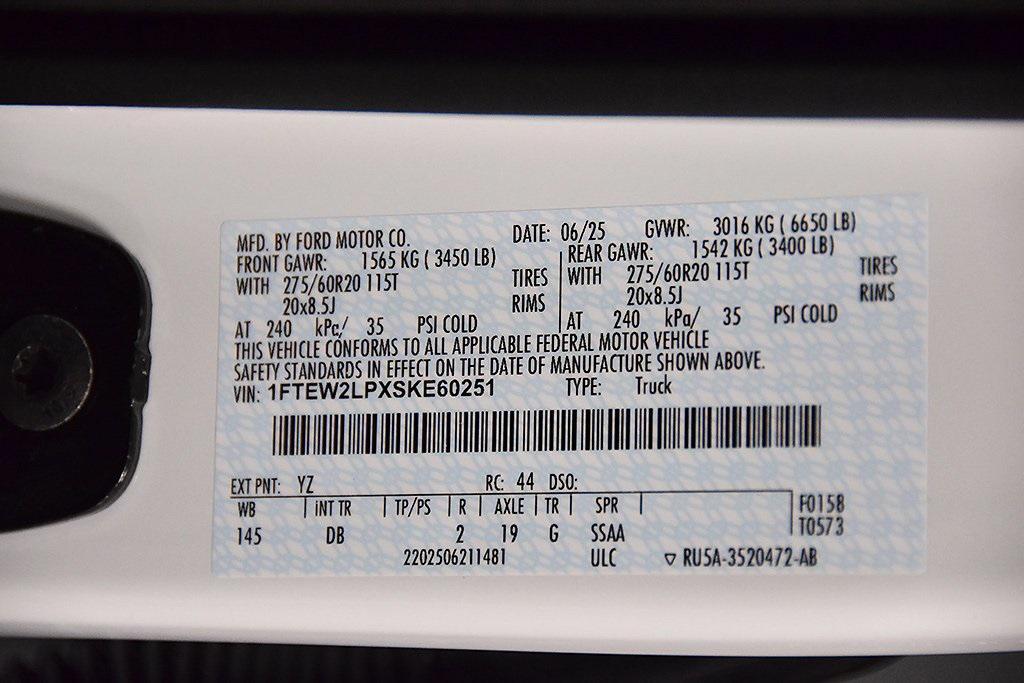 MFD. BY FORD MOTOR CO. DATE: 06/25 GVWR: 3016 KG ( 6650 LB)
FRONT GAWR: 1565 KG ( 3450 LB) REAR GAWR: 1542 KG ( 3400 LB)
WITH 275/60R20 115T TIRES WITH 275/60R20 115T TIRES
20x8.5J RIMS 20x8.5J RIMS
AT 240 kPa/ 35 PSI COLD AT 240 kPa/ 35 PSI COLD
THIS VEHICLE CONFORMS TO ALL APPLICABLE FEDERAL MOTOR VEHICLE
SAFETY STANDARDS IN EFFECT ON THE DATE OF MANUFACTURE SHOWN ABOVE.
VIN: 1FTEW2LPXSKE60251 TYPE: Truck
EXT PNT: YZ RC: 44 DSO:
WB INT TR TP/PS R AXLE TR SPR F0158
145 DB 2 19 G SSAA T0573
2202506211481 ULC ▽ RU5A-3520472-AB